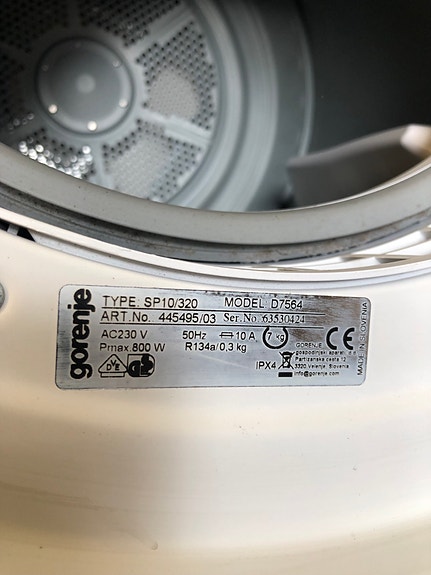 gorenje
TYPE. SP10/320 MODEL. D7564
ART.No. 445495/03 Ser.No. 63530424
AC230 V 50Hz 10 A 7 kg
Pmax.800 W R134a/0,3 kg
IPX4
GORENJE
gospodinjski aparati d.d.
Partizanska cesta 12
3320 Velenje, Slovenia
info@gorenje.com
CE
MADE IN SLOVENIA